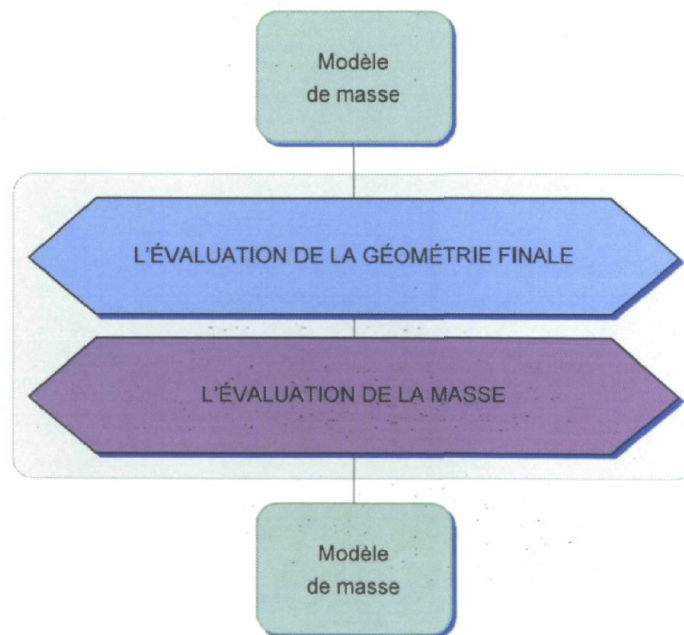 Modèle
de masse
L'ÉVALUATION DE LA GÉOMÉTRIE FINALE
L'ÉVALUATION DE LA MASSE
Modèle
de masse